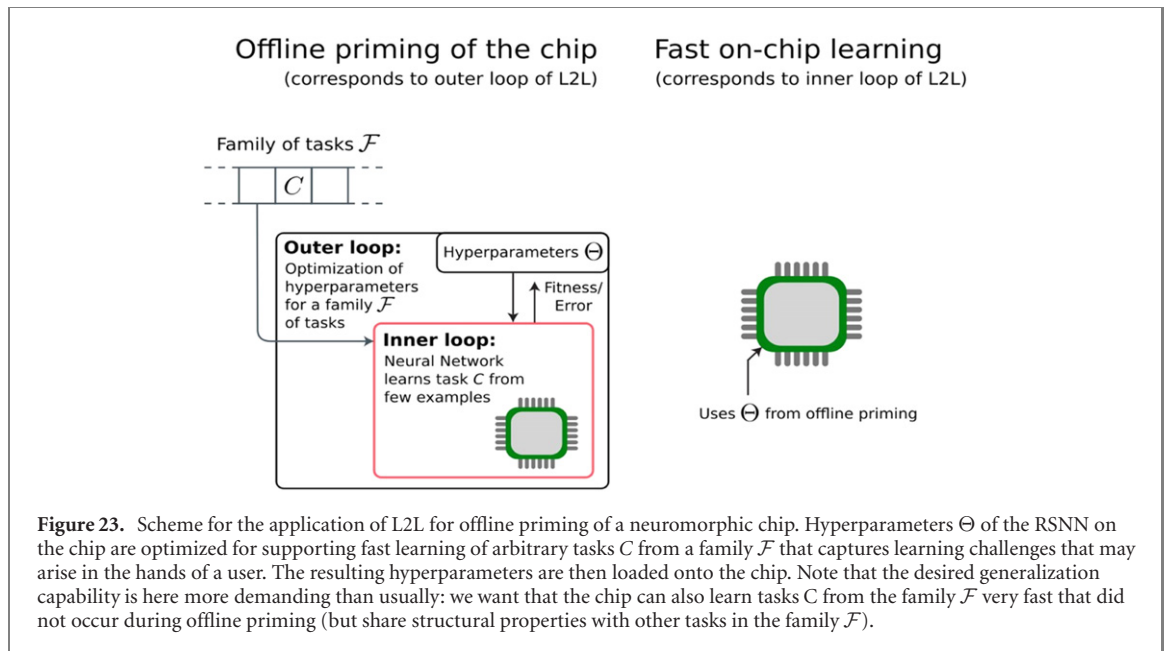 Offline priming of the chip
(corresponds to outer loop of L2L)
Fast on-chip learning
(corresponds to inner loop of L2L)
Family of tasks ℱ
C
Outer loop:
Optimization of
hyperparameters
for a family ℱ
of tasks
Hyperparameters Θ
Fitness/
Error
Inner loop:
Neural Network
learns task C from
few examples
Uses Θ from offline priming
Figure 23. Scheme for the application of L2L for offline priming of a neuromorphic chip. Hyperparameters Θ of the RSNN on
the chip are optimized for supporting fast learning of arbitrary tasks C from a family ℱ that captures learning challenges that may
arise in the hands of a user. The resulting hyperparameters are then loaded onto the chip. Note that the desired generalization
capability is here more demanding than usually: we want that the chip can also learn tasks C from the family ℱ very fast that did
not occur during offline priming (but share structural properties with other tasks in the family ℱ).